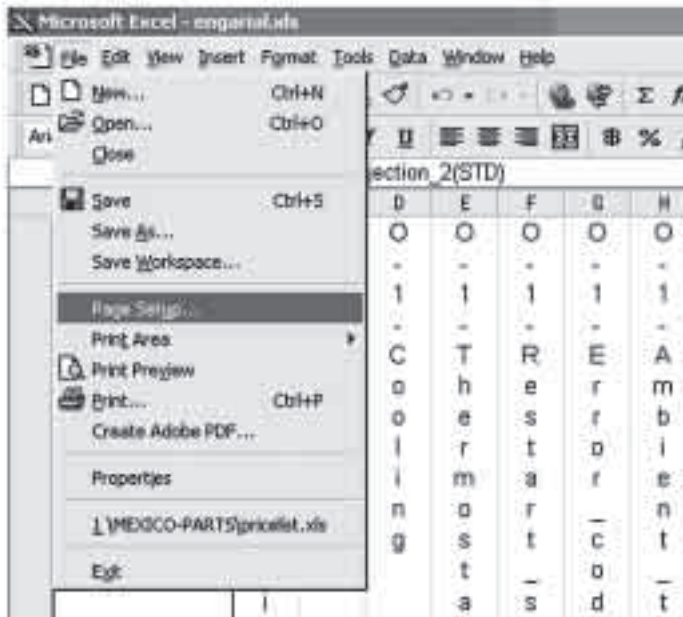 Microsoft Excel - engarial.xls
File Edit View Insert Format Tools Data Window Help
New... Ctrl+N
Open... Ctrl+O
Close
Save Ctrl+S
Save As...
Save Workspace...
Page Setup...
Print Area
Print Preview
Print... Ctrl+P
Create Adobe PDF...
Properties
1 \MEXICO-PARTS\pricelist.xls
Exit
Ari U Σ %
ection_2(STD)
D E F G H
O O O O O
- - - - -
1 1 1 1 1
- - - - -
C T R E A
o h e r m
o e s r b
l r t o i
i m a r e
n o r _ n
g s t c t
t _ o _
a s d t